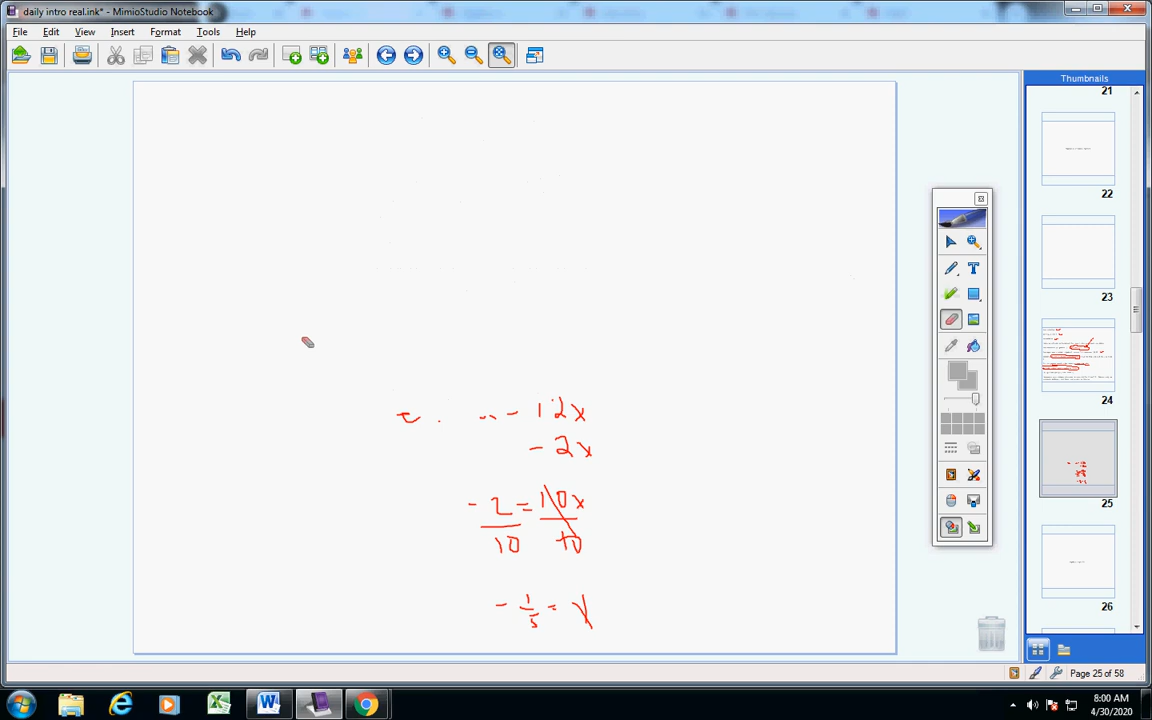 daily intro real.ink* - MimioStudio Notebook
File Edit View Insert Format Tools Help
Thumbnails
21
22
23
24
25
26
12x
- 2x
- 2 = 10x
10 10
- 1/5 = x
Page 25 of 58
8:00 AM
4/30/2020